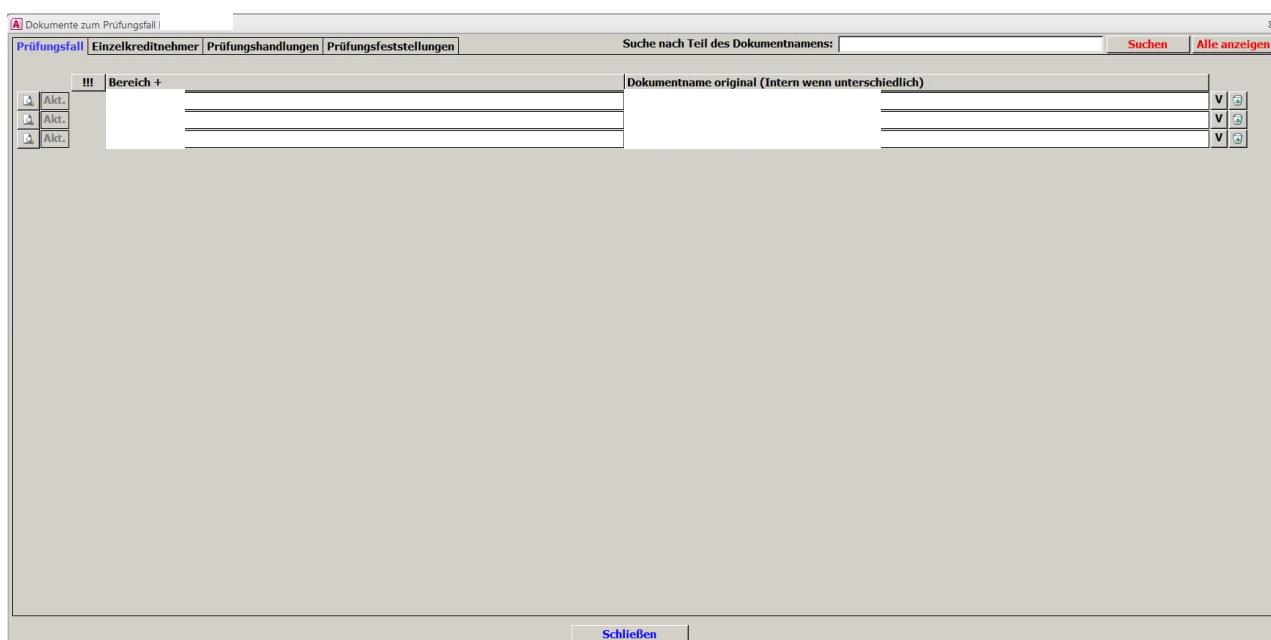 Dokumente zum Prüfungsfall
Prüfungsfall Einzelkreditnehmer Prüfungshandlungen Prüfungsfeststellungen Suche nach Teil des Dokumentnamens: Suchen Alle anzeigen
!!! Bereich + Dokumentname original (Intern wenn unterschiedlich)
Akt. V
Akt. V
Akt. V
Schließen